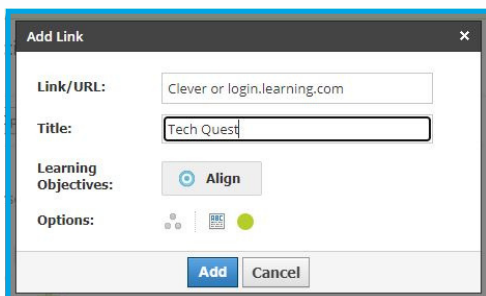 Add Link
×
Link/URL:
Clever or login.learning.com
Title:
Tech Quest
Learning
Objectives:
Align
Options:
Add
Cancel